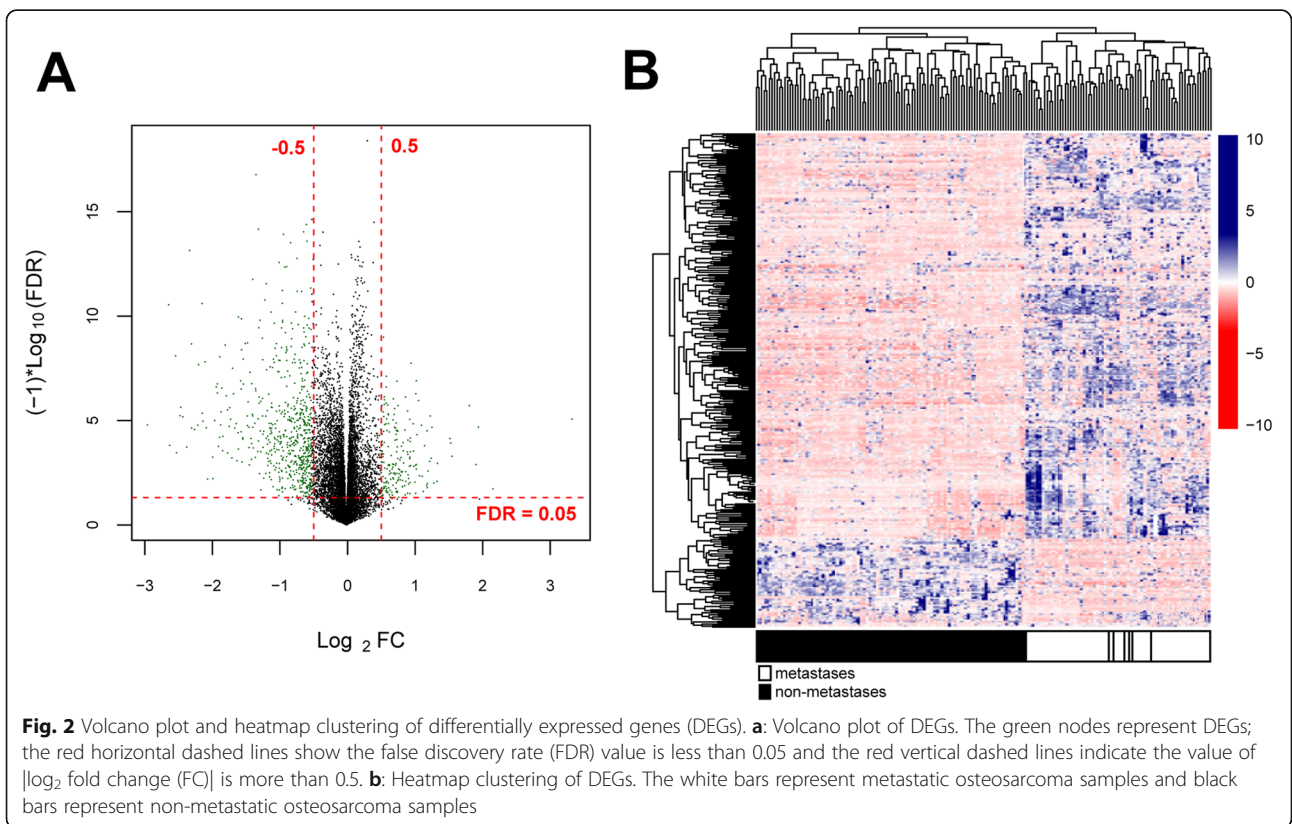 A
-0.5
0.5
(−1)*Log 10 (FDR)
15
10
5
0
FDR = 0.05
−3
−2
−1
0
1
2
3
Log 2 FC
B
10
5
0
−5
−10
metastases
non-metastases
Fig. 2 Volcano plot and heatmap clustering of differentially expressed genes (DEGs). a: Volcano plot of DEGs. The green nodes represent DEGs;
the red horizontal dashed lines show the false discovery rate (FDR) value is less than 0.05 and the red vertical dashed lines indicate the value of
|log2 fold change (FC)| is more than 0.5. b: Heatmap clustering of DEGs. The white bars represent metastatic osteosarcoma samples and black
bars represent non-metastatic osteosarcoma samples